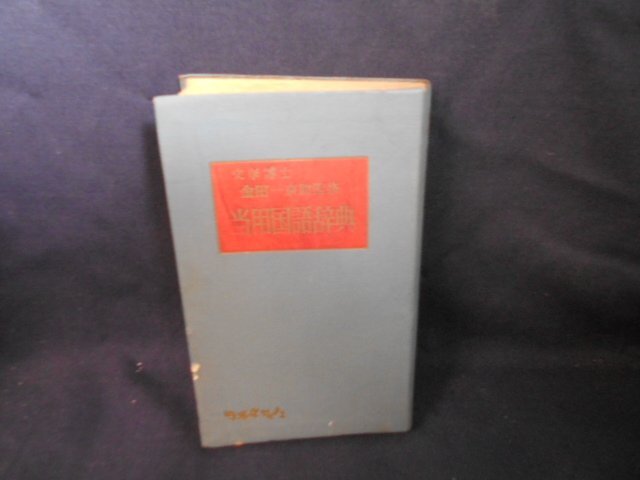 文学博士
金田一京助監修
当用国語辞典